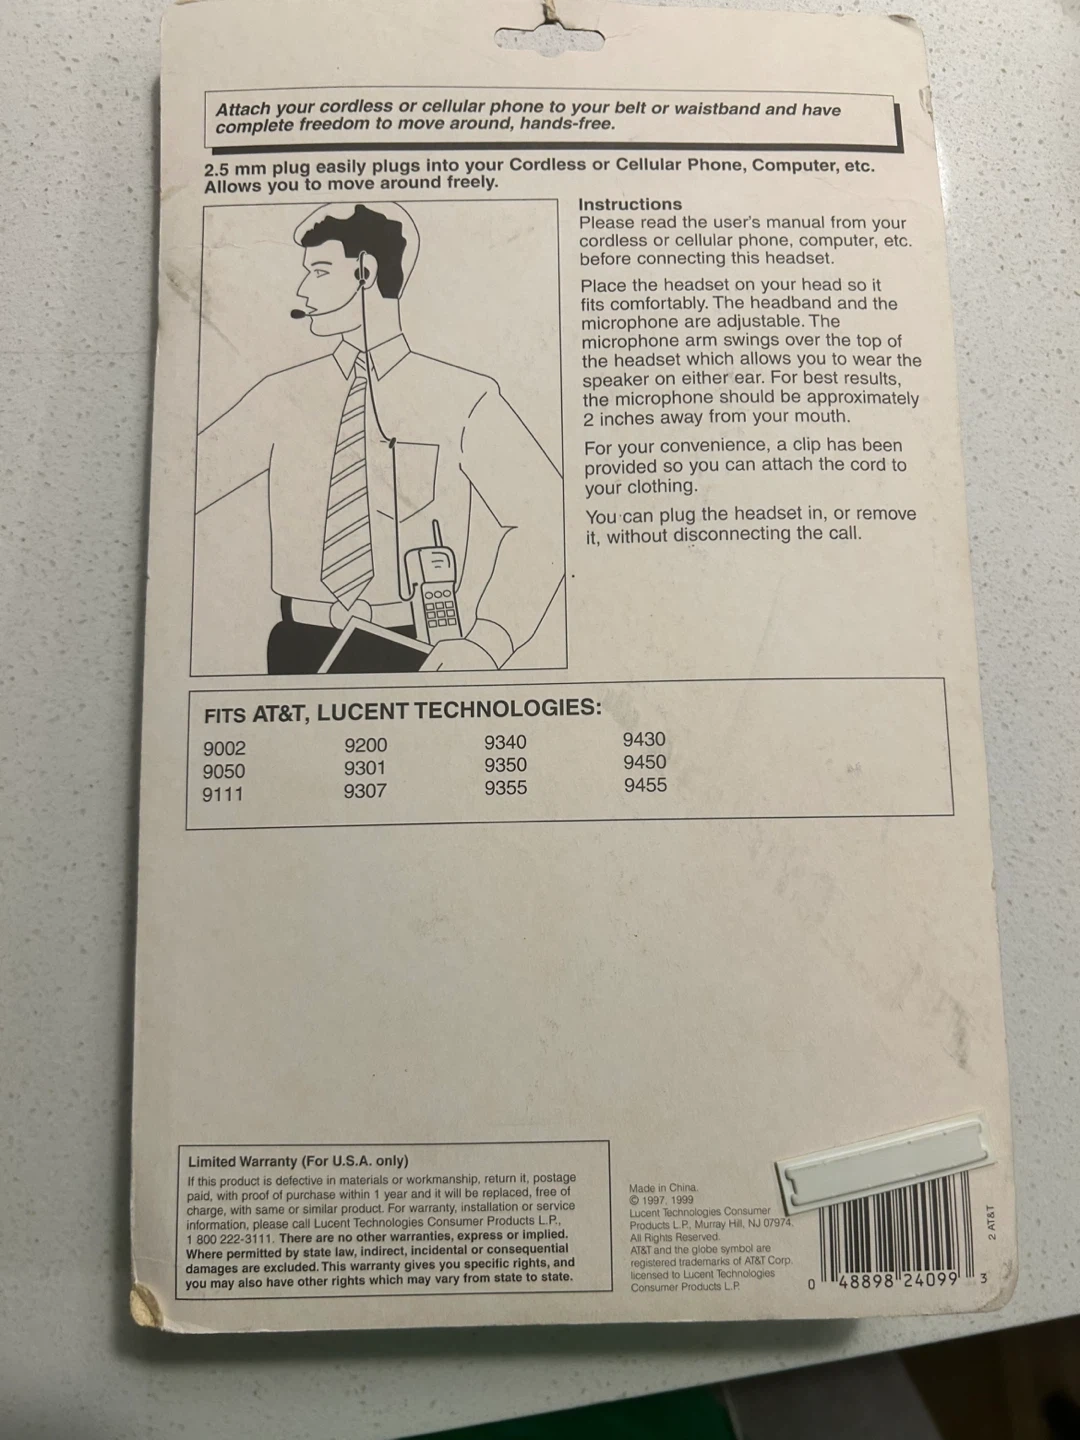 Attach your cordless or cellular phone to your belt or waistband and have
complete freedom to move around, hands-free.
2.5 mm plug easily plugs into your Cordless or Cellular Phone, Computer, etc.
Allows you to move around freely.
Instructions
Please read the user's manual from your
cordless or cellular phone, computer, etc.
before connecting this headset.
Place the headset on your head so it
fits comfortably. The headband and the
microphone are adjustable. The
microphone arm swings over the top of
the headset which allows you to wear the
speaker on either ear. For best results,
the microphone should be approximately
2 inches away from your mouth.
For your convenience, a clip has been
provided so you can attach the cord to
your clothing.
You can plug the headset in, or remove
it, without disconnecting the call.
FITS AT&T, LUCENT TECHNOLOGIES:
9002 9200 9340 9430
9050 9301 9350 9450
9111 9307 9355 9455
Limited Warranty (For U.S.A. only)
If this product is defective in materials or workmanship, return it, postage
paid, with proof of purchase within 1 year and it will be replaced, free of
charge, with same or similar product. For warranty, installation or service
information, please call Lucent Technologies Consumer Products L.P.,
1 800 222-3111. There are no other warranties, express or implied.
Where permitted by state law, indirect, incidental or consequential
damages are excluded. This warranty gives you specific rights, and
you may also have other rights which may vary from state to state.
Made in China.
© 1997, 1999
Lucent Technologies Consumer
Products L.P., Murray Hill, NJ 07974.
All Rights Reserved.
AT&T and the globe symbol are
registered trademarks of AT&T Corp.
licensed to Lucent Technologies
Consumer Products L.P.
0 48898 24099 3
2 AT&T